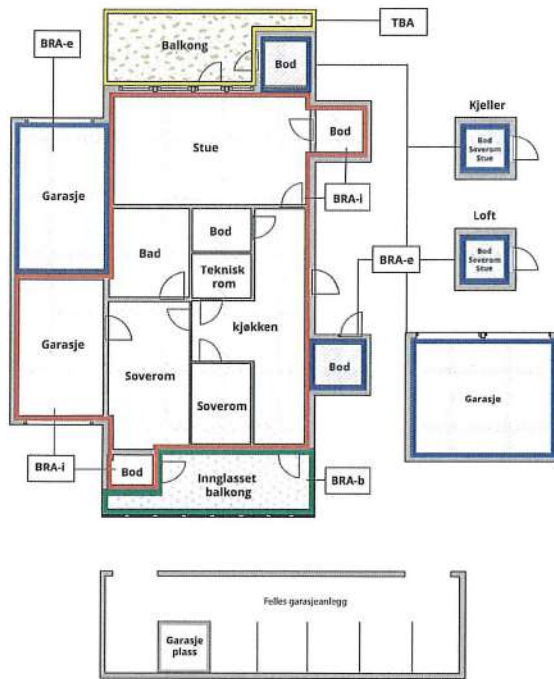 TBA
BRA-e
Balkong
Bod
Kjeller
Bod
Soverom
Stue
Stue
Bod
Garasje
BRA-i
Loft
Bod
Bad
Teknisk
rom
BRA-e
Bod
Soverom
Stue
kjøkken
Garasje
Soverom
Bod
Garasje
Soverom
BRA-i
Bod
Innglasset
balkong
BRA-b
Felles garasjeanlegg
Garasje
plass